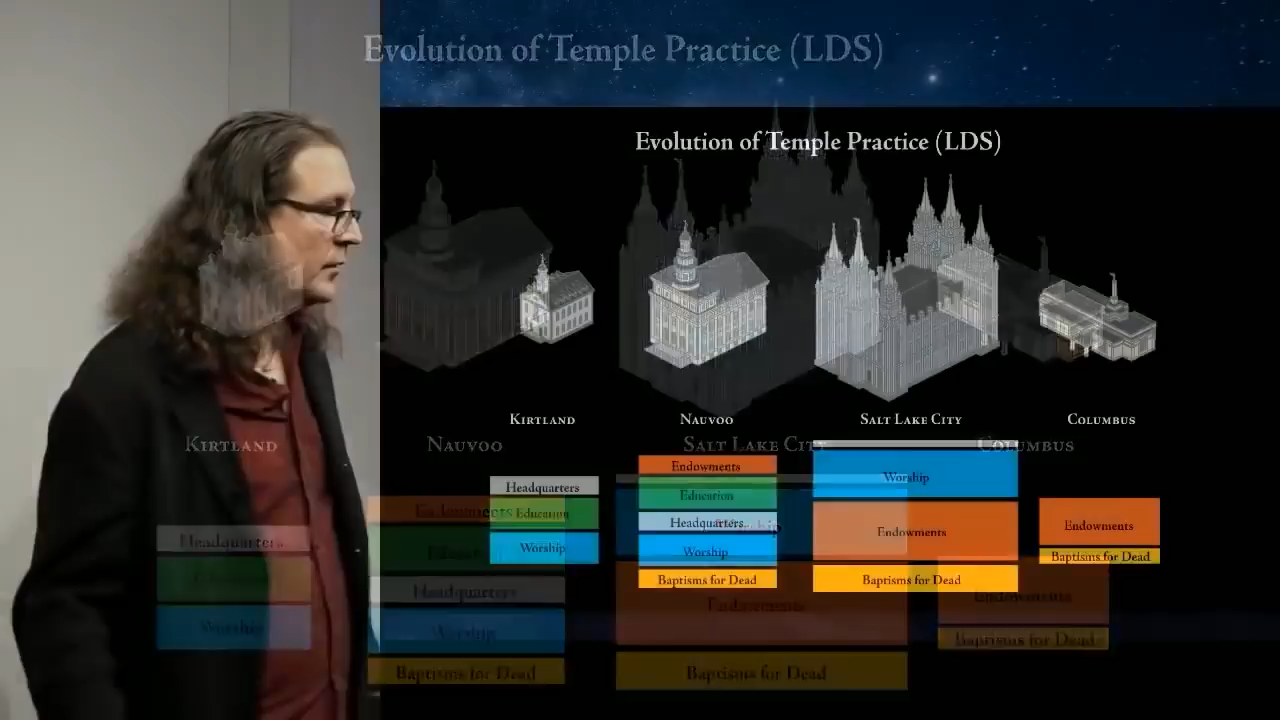 Evolution of Temple Practice (LDS)
Evolution of Temple Practice (LDS)
Kirtland
Nauvoo
Salt Lake City
Columbus
Kirtland
Nauvoo
Salt Lake City
Columbus
Headquarters
Education
Worship
Endowments
Education
Headquarters
Worship
Baptisms for Dead
Worship
Endowments
Baptisms for Dead
Endowments
Baptisms for Dead
Headquarters
Worship
Endowments
Headquarters
Worship
Baptisms for Dead
Endowments
Baptisms for Dead
Endowments
Baptisms for Dead